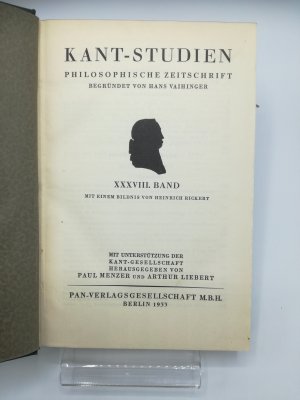 KANT-STUDIEN
PHILOSOPHISCHE ZEITSCHRIFT
BEGRÜNDET VON HANS VAIHINGER
XXXVIII. BAND
MIT EINEM BILDNIS VON HEINRICH RICKERT
MIT UNTERSTÜTZUNG DER
KANT-GESELLSCHAFT
HERAUSGEGEBEN VON
PAUL MENZER UND ARTHUR LIEBERT
PAN-VERLAGSGESELLSCHAFT M.B.H.
BERLIN 1933